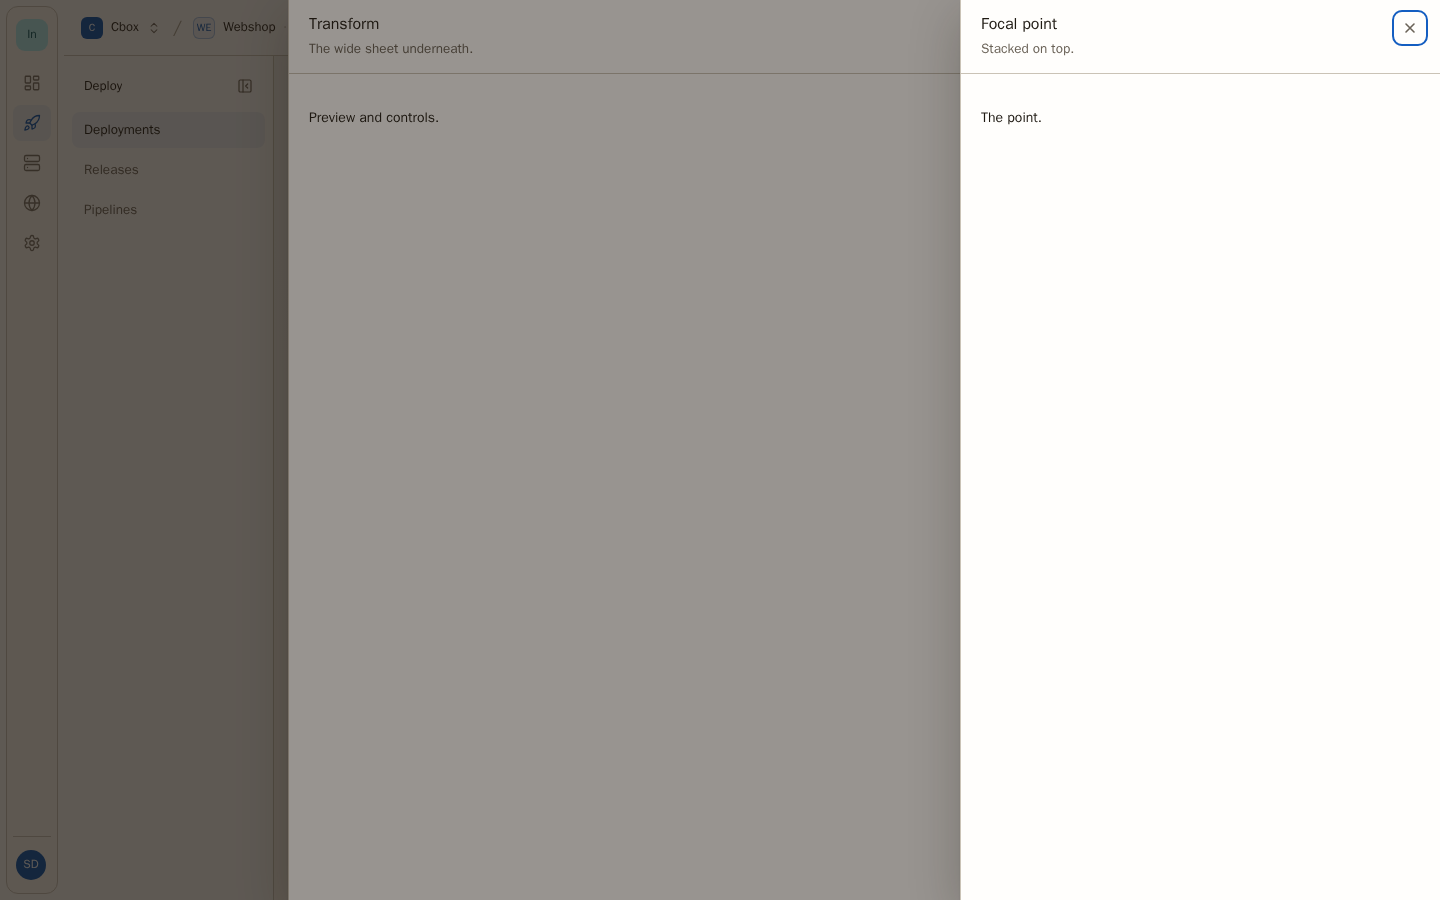 In
C Cbox / WE Webshop
Deploy
Deployments
Releases
Pipelines
SD
Transform
The wide sheet underneath.
Preview and controls.
Focal point
Stacked on top.
The point.